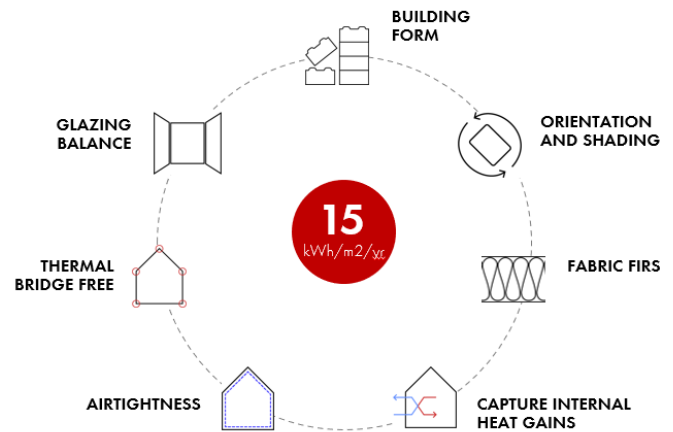 BUILDING
FORM
ORIENTATION
AND SHADING
FABRIC FIRS
CAPTURE INTERNAL
HEAT GAINS
AIRTIGHTNESS
THERMAL
BRIDGE FREE
GLAZING
BALANCE
15
kWh/m2/yr